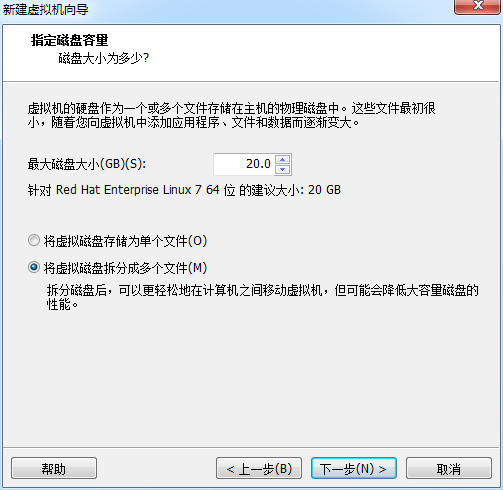 新建虚拟机向导
指定磁盘容量
磁盘大小为多少?
虚拟机的硬盘作为一个或多个文件存储在主机的物理磁盘中。这些文件最初很
小，随着您向虚拟机中添加应用程序、文件和数据而逐渐变大。
最大磁盘大小(GB)(S): 20.0
针对 Red Hat Enterprise Linux 7 64 位 的建议大小: 20 GB
将虚拟磁盘存储为单个文件(O)
将虚拟磁盘拆分成多个文件(M)
拆分磁盘后，可以更轻松地在计算机之间移动虚拟机，但可能会降低大容量磁盘的
性能。
帮助 < 上一步(B) 下一步(N) > 取消